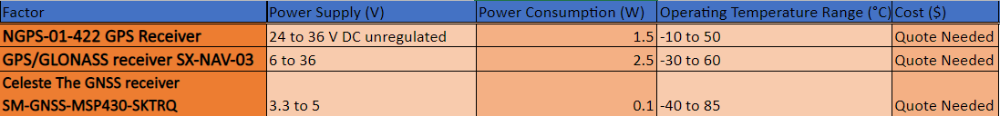 Factor Power Supply (V) Power Consumption (W) Operating Temperature Range (°C) Cost ($)
NGPS-01-422 GPS Receiver 24 to 36 V DC unregulated 1.5 -10 to 50 Quote Needed
GPS/GLONASS receiver SX-NAV-03 6 to 36 2.5 -30 to 60 Quote Needed
Celeste The GNSS receiver
SM-GNSS-MSP430-SKTRQ 3.3 to 5 0.1 -40 to 85 Quote Needed